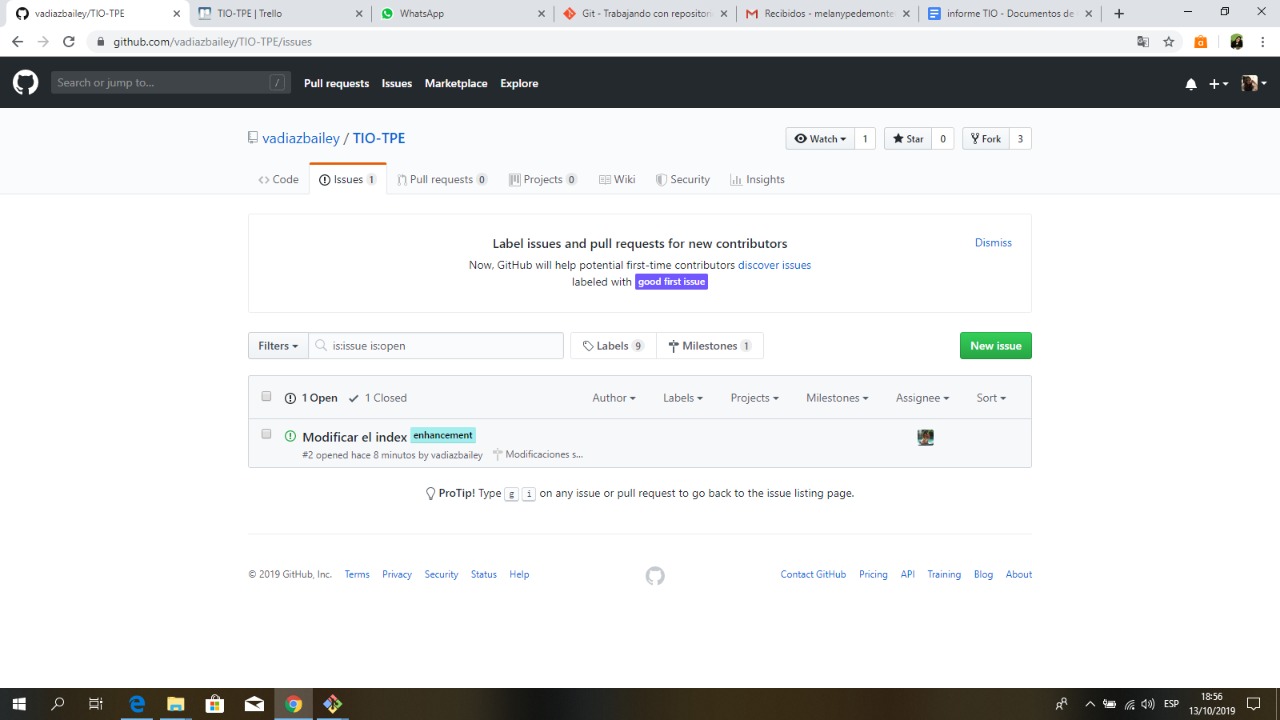 vadiazbailey/TIO-TPE
TIO-TPE | Trello
WhatsApp
Git - Trabajando con repositori
Recibidos - melanypedemonte
informe TIO - Documentos de
github.com/vadiazbailey/TIO-TPE/issues
Search or jump to...
/
Pull requests
Issues
Marketplace
Explore
vadiazbailey / TIO-TPE
Watch 1
Star 0
Fork 3
Code
Issues 1
Pull requests 0
Projects 0
Wiki
Security
Insights
Label issues and pull requests for new contributors
Dismiss
Now, GitHub will help potential first-time contributors discover issues
labeled with good first issue
Filters
is:issue is:open
Labels 9
Milestones 1
New issue
1 Open
1 Closed
Author
Labels
Projects
Milestones
Assignee
Sort
Modificar el index enhancement
#2 opened hace 8 minutos by vadiazbailey Modificaciones s...
ProTip! Type g i on any issue or pull request to go back to the issue listing page.
© 2019 GitHub, Inc.
Terms
Privacy
Security
Status
Help
Contact GitHub
Pricing
API
Training
Blog
About
ESP
18:56
13/10/2019